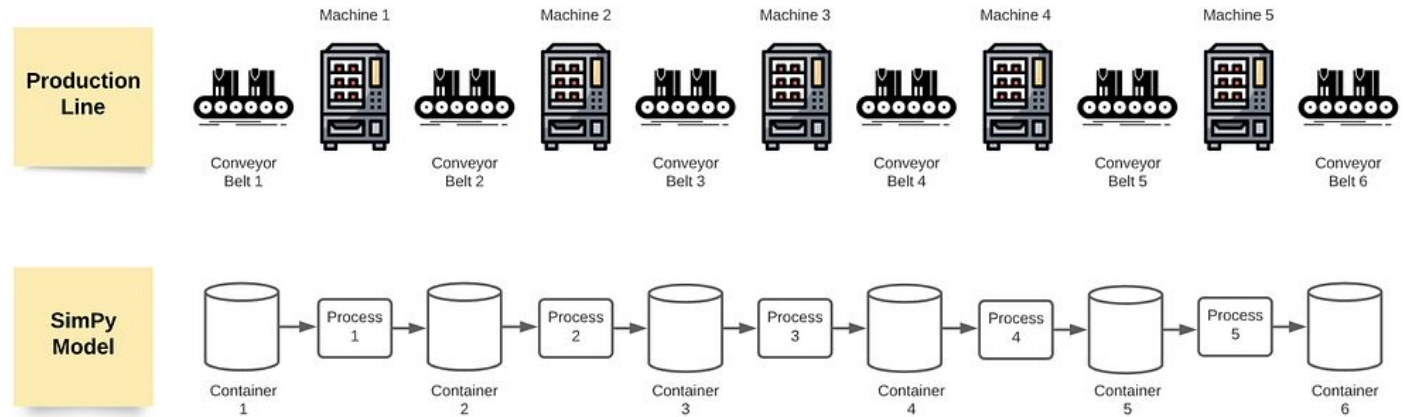 Machine 1
Machine 2
Machine 3
Machine 4
Machine 5
Production
Line
Conveyor
Belt 1
Conveyor
Belt 2
Conveyor
Belt 3
Conveyor
Belt 4
Conveyor
Belt 5
Conveyor
Belt 6
SimPy
Model
Process
1
Process
2
Process
3
Process
4
Process
5
Container
1
Container
2
Container
3
Container
4
Container
5
Container
6